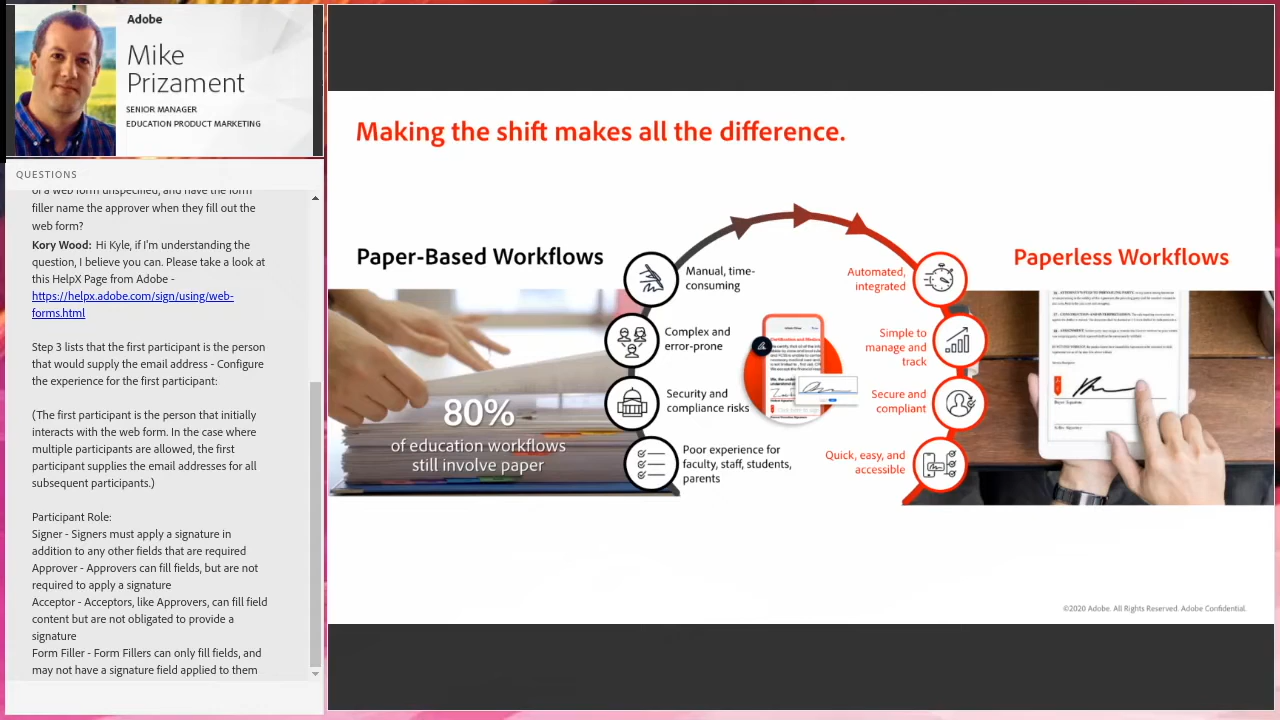 Adobe
Mike
Prizament
SENIOR MANAGER
EDUCATION PRODUCT MARKETING
QUESTIONS
of a web form unspecified, and have the form
filler name the approver when they fill out the
web form?
Kory Wood: Hi Kyle, if I'm understanding the
question, I believe you can. Please take a look at
this HelpX Page from Adobe -
https://helpx.adobe.com/sign/using/web-
forms.html
Step 3 lists that the first participant is the person
who would supply the email address - Configure
the experience for the first participant:
(The first participant is the person that initially
interacts with the web form. In the case where
multiple participants are allowed, the first
participant supplies the email addresses for all
subsequent participants.)
Participant Role:
Signer - Signers must apply a signature in
addition to any other fields that are required
Approver - Approvers can fill fields, but are not
required to apply a signature
Acceptor - Acceptors, like Approvers, can fill field
content but are not obligated to provide a
signature
Form Filler - Form Fillers can only fill fields, and
may not have a signature field applied to them
Making the shift makes all the difference.
Paper-Based Workflows
80%
of education workflows
still involve paper
Manual, time-
consuming
Complex and
error-prone
Security and
compliance risks
Poor experience for
faculty, staff, students,
parents
Automated,
integrated
Simple to
manage and
track
Secure and
compliant
Quick, easy, and
accessible
Paperless Workflows
©2020 Adobe. All Rights Reserved. Adobe Confidential.